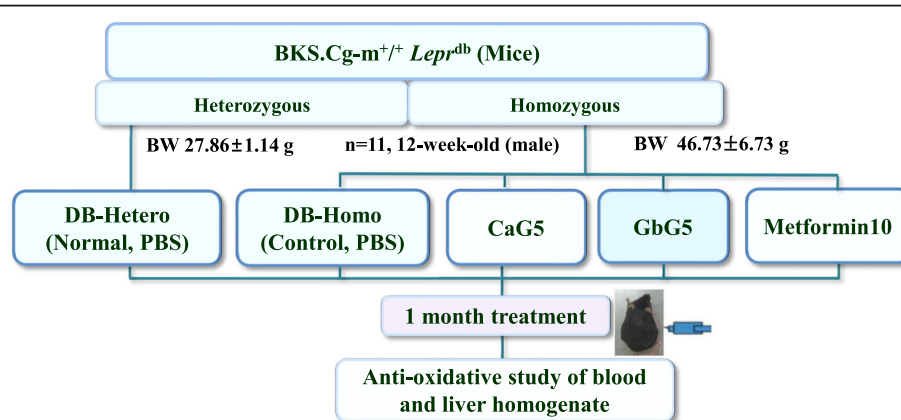 BKS.Cg-m+/+ Leprdb (Mice)
Heterozygous
Homozygous
BW 27.86±1.14 g
n=11, 12-week-old (male)
BW 46.73±6.73 g
DB-Hetero
(Normal, PBS)
DB-Homo
(Control, PBS)
CaG5
GbG5
Metformin10
1 month treatment
Anti-oxidative study of blood
and liver homogenate